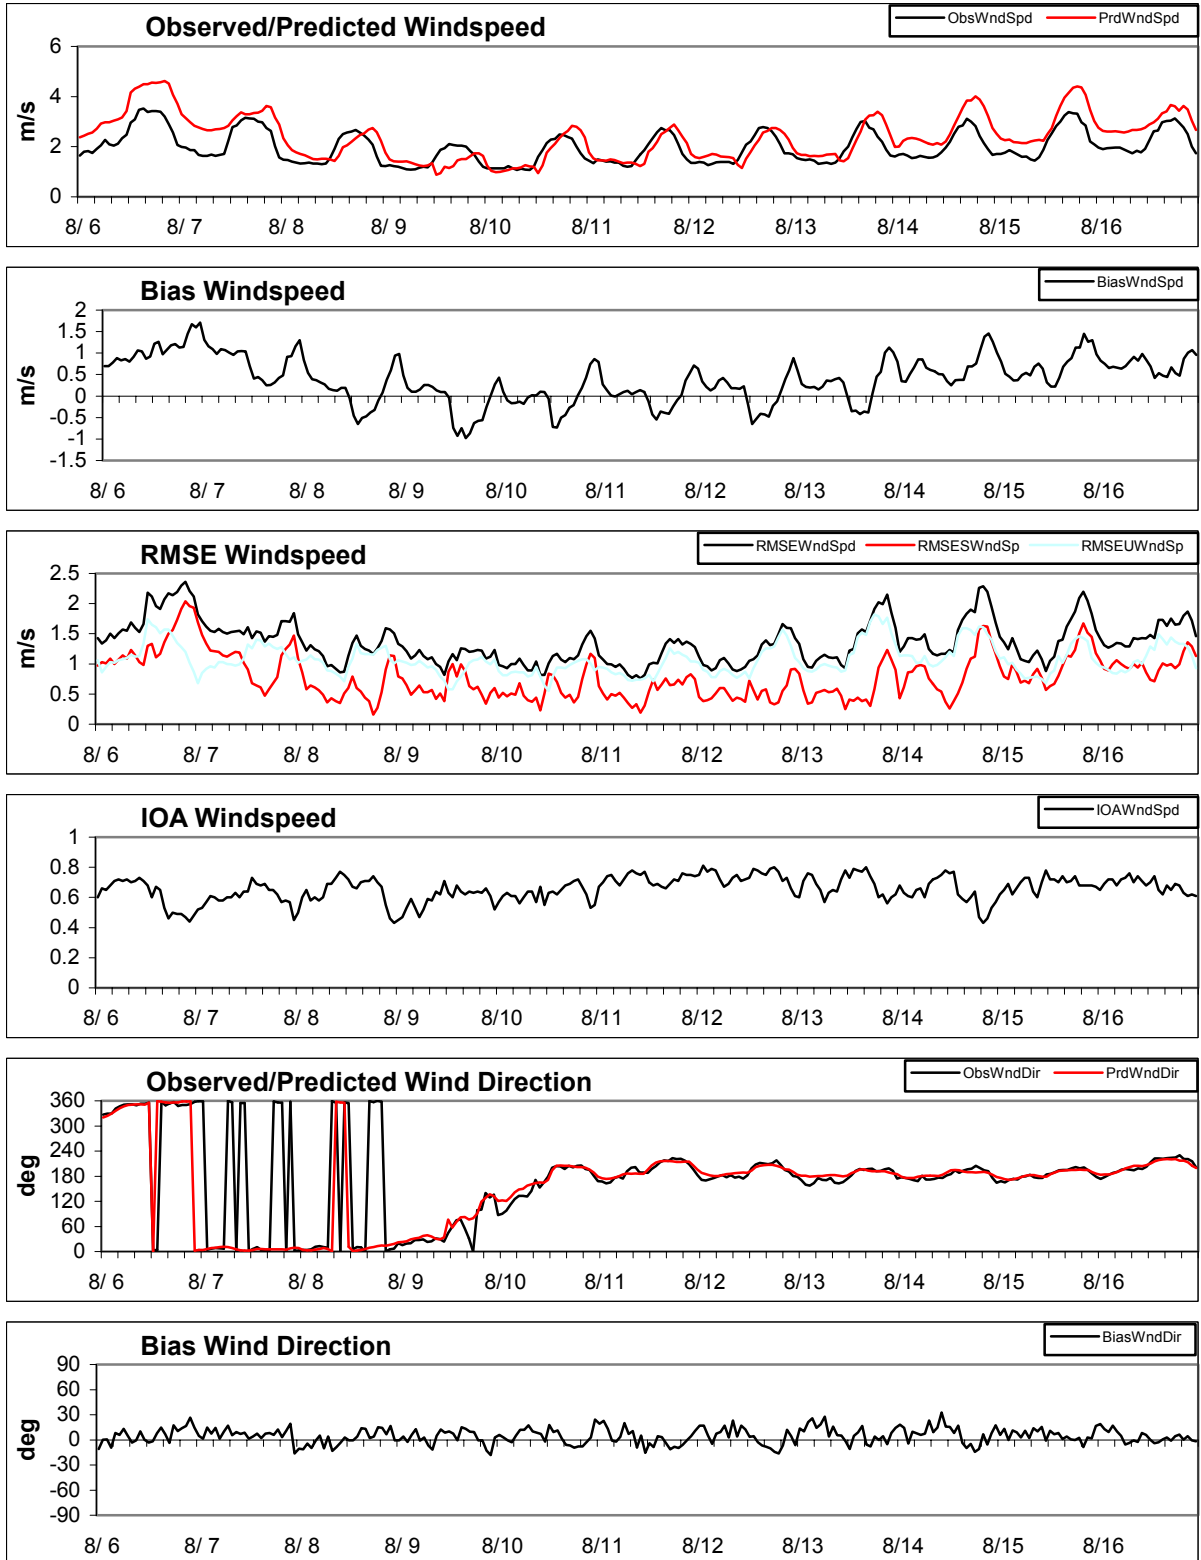 Observed/Predicted Windspeed
ObsWndSpd PrdWndSpd
6
4
2
0
m/s
8/ 6 8/ 7 8/ 8 8/ 9 8/10 8/11 8/12 8/13 8/14 8/15 8/16
Bias Windspeed
BiasWndSpd
2
1.5
1
0.5
0
-0.5
-1
-1.5
m/s
8/ 6 8/ 7 8/ 8 8/ 9 8/10 8/11 8/12 8/13 8/14 8/15 8/16
RMSE Windspeed
RMSEWndSpd RMSESWndSp RMSEUWndSp
2.5
2
1.5
1
0.5
0
m/s
8/ 6 8/ 7 8/ 8 8/ 9 8/10 8/11 8/12 8/13 8/14 8/15 8/16
IOA Windspeed
IOAWndSpd
1
0.8
0.6
0.4
0.2
0
8/ 6 8/ 7 8/ 8 8/ 9 8/10 8/11 8/12 8/13 8/14 8/15 8/16
Observed/Predicted Wind Direction
ObsWndDir PrdWndDir
360
300
240
180
120
60
0
deg
8/ 6 8/ 7 8/ 8 8/ 9 8/10 8/11 8/12 8/13 8/14 8/15 8/16
Bias Wind Direction
BiasWndDir
90
60
30
0
-30
-60
-90
deg
8/ 6 8/ 7 8/ 8 8/ 9 8/10 8/11 8/12 8/13 8/14 8/15 8/16